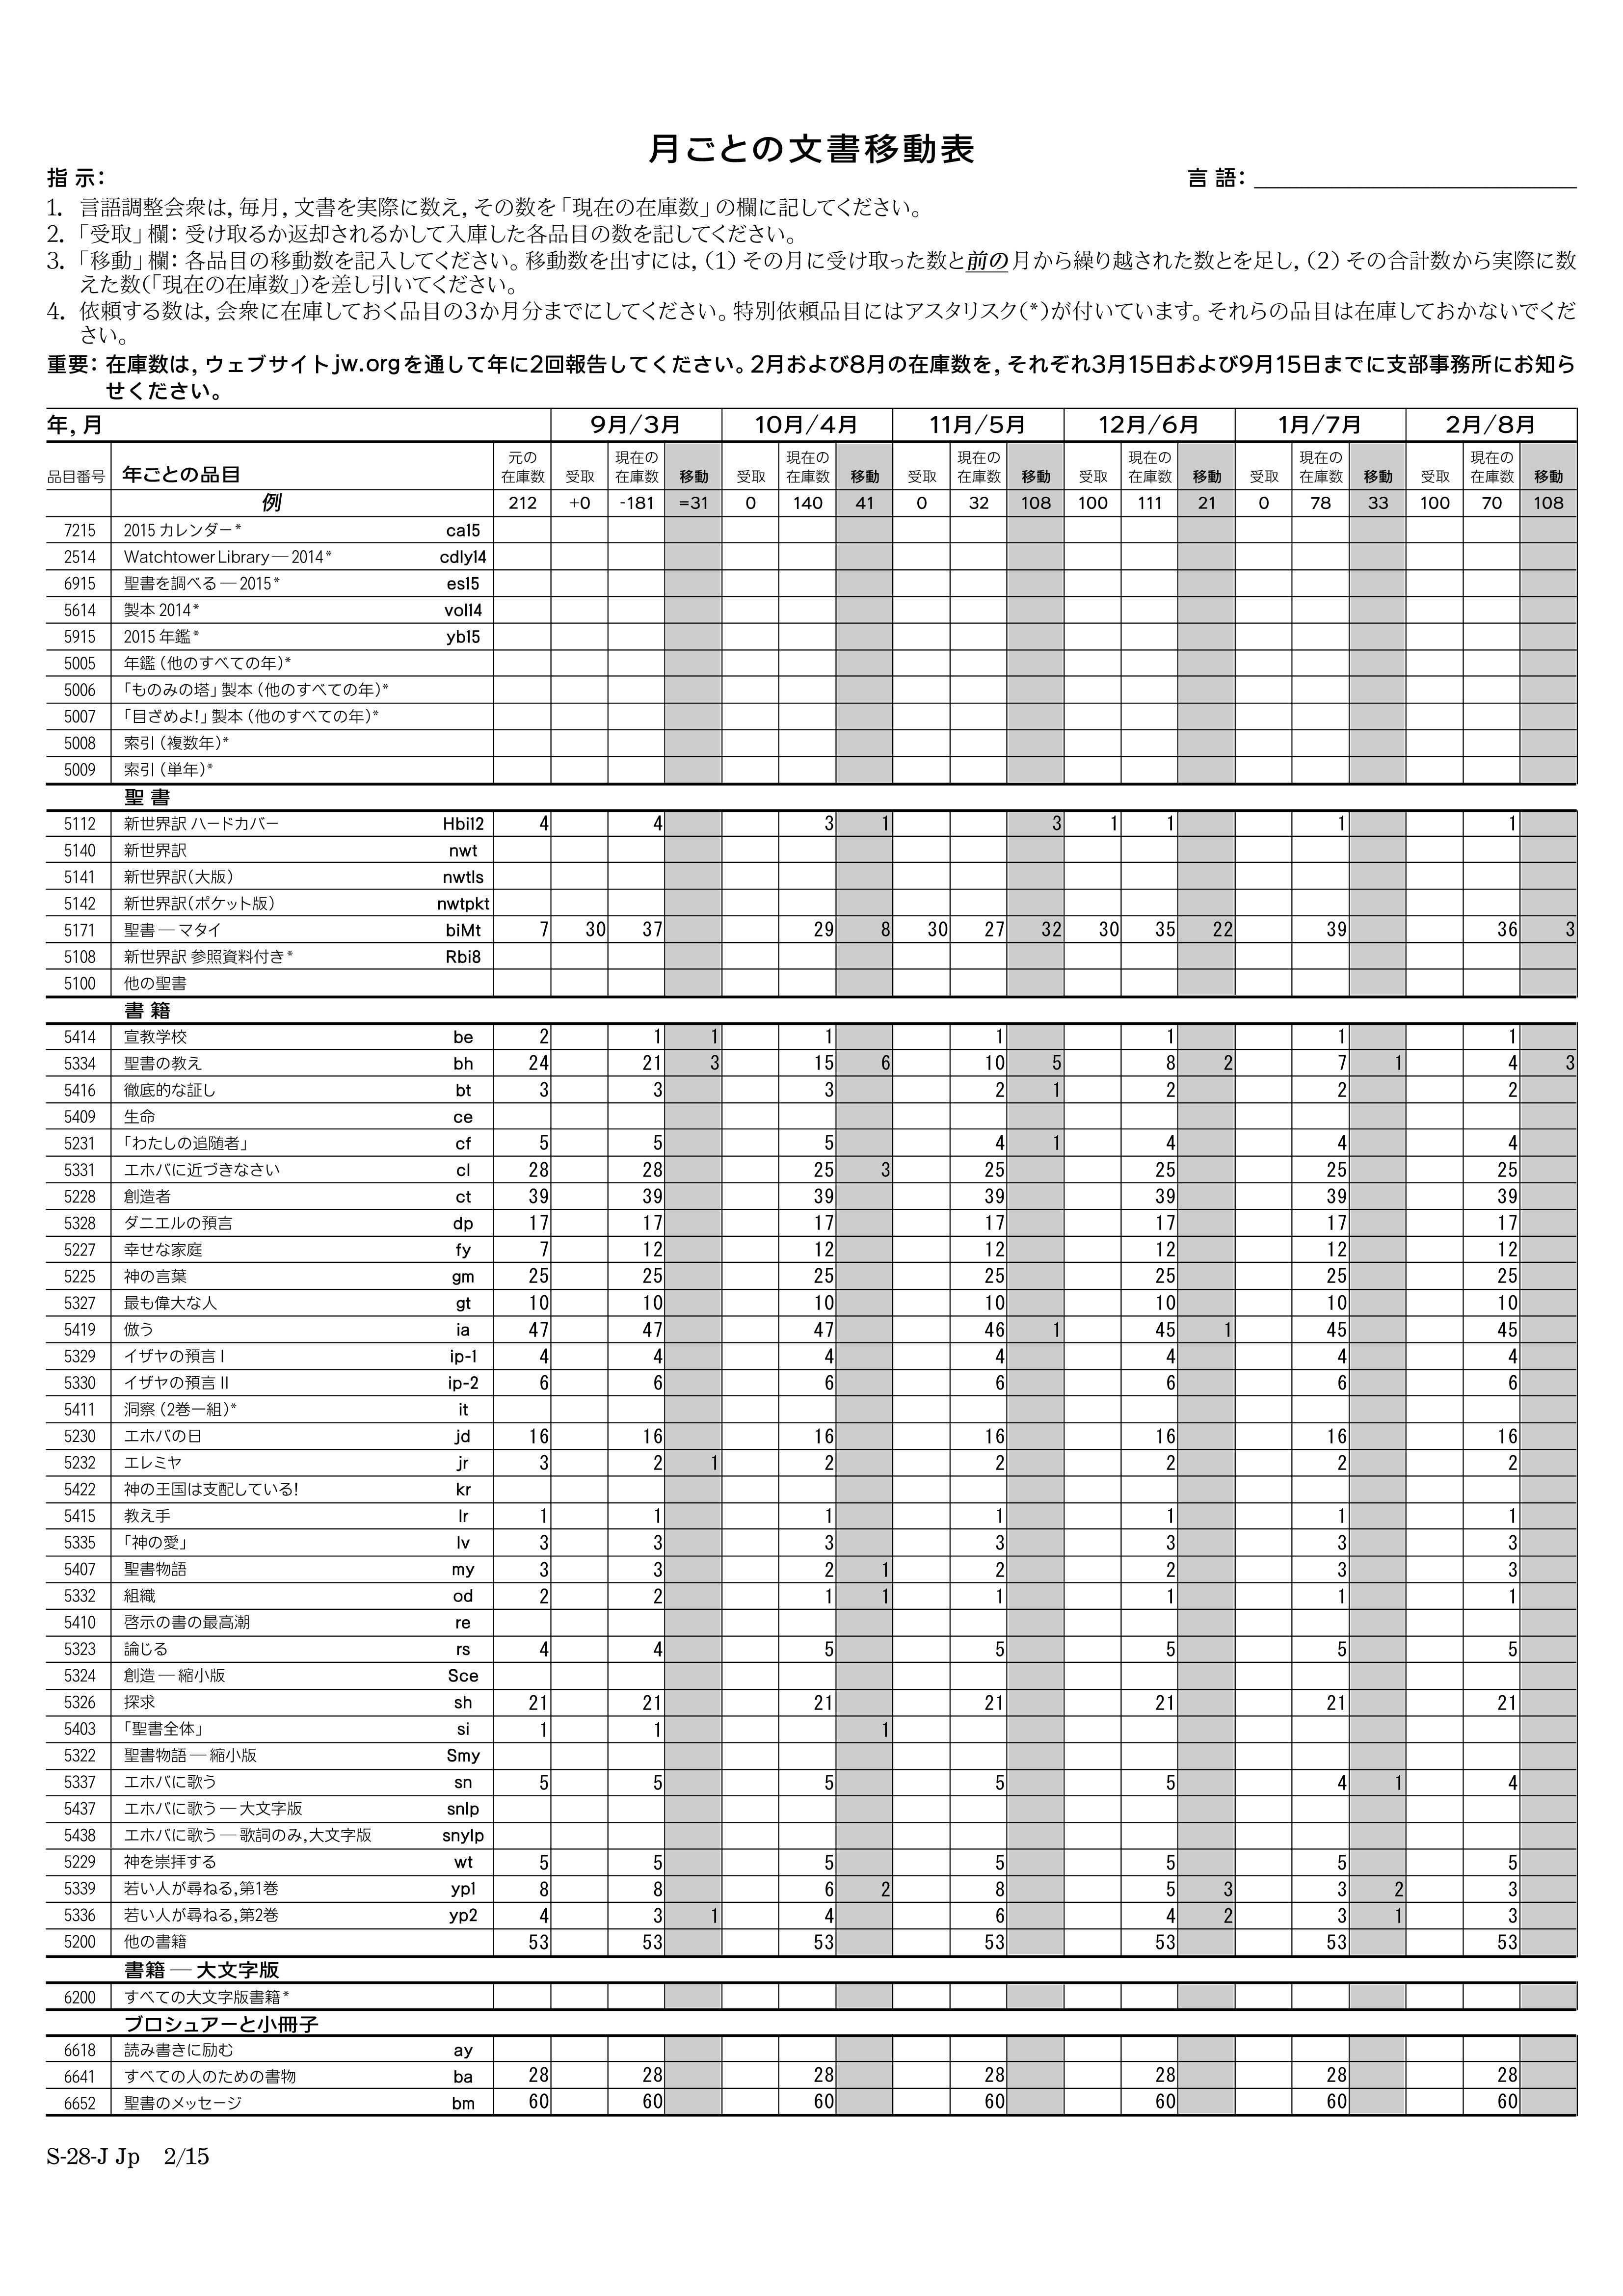 月ごとの文書移動表
指 示：
言 語：
1. 言語調整会衆は, 毎月, 文書を実際に数え, その数を「現在の在庫数」の欄に記してください。
2. 「受取」欄： 受け取るか返却されるかして入庫した各品目の数を記してください。
3. 「移動」欄： 各品目の移動数を記入してください。移動数を出すには,（1）その月に受け取った数と前の月から繰り越された数とを足し,（2）その合計数から実際に数
えた数(「現在の在庫数」)を差し引いてください。
4. 依頼する数は, 会衆に在庫しておく品目の3か月分までにしてください。特別依頼品目にはアスタリスク(*)が付いています。それらの品目は在庫しておかないでくだ
さい。
重要： 在庫数は, ウェブサイトjw.orgを通して年に2回報告してください。2月および8月の在庫数を, それぞれ3月15日および9月15日までに支部事務所にお知ら
せください。
年, 月 9月/3月 10月/4月 11月/5月 12月/6月 1月/7月 2月/8月
元の 現在の 現在の 現在の 現在の 現在の 現在の
品目番号 年ごとの品目 在庫数 受取 在庫数 移動 受取 在庫数 移動 受取 在庫数 移動 受取 在庫数 移動 受取 在庫数 移動 受取 在庫数 移動
例 212 +0 -181 =31 0 140 41 0 32 108 100 111 21 0 78 33 100 70 108
7215 2015 カレンダー* ca15
2514 Watchtower Library — 2014* cdly14
6915 聖書を調べる — 2015* es15
5614 製本 2014* vol14
5915 2015 年鑑* yb15
5005 年鑑（他のすべての年）*
5006 「ものみの塔」製本（他のすべての年）*
5007 「目ざめよ!」製本（他のすべての年）*
5008 索引（複数年）*
5009 索引（単年）*
聖 書
5112 新世界訳 ハードカバー Hbi12 4 4 3 1 3 1 1 1 1
5140 新世界訳 nwt
5141 新世界訳(大版) nwtls
5142 新世界訳(ポケット版) nwtpkt
5171 聖書 — マタイ biMt 7 30 37 29 8 30 27 32 30 35 22 39 36 3
5108 新世界訳 参照資料付き* Rbi8
5100 他の聖書
書 籍
5414 宣教学校 be 2 1 1 1 1 1 1 1
5334 聖書の教え bh 24 21 3 15 6 10 5 8 2 7 1 4 3
5416 徹底的な証し bt 3 3 3 2 1 2 2 2
5409 生命 ce
5231 「わたしの追随者」 cf 5 5 5 4 1 4 4 4
5331 エホバに近づきなさい cl 28 28 25 3 25 25 25 25
5228 創造者 ct 39 39 39 39 39 39 39
5328 ダニエルの預言 dp 17 17 17 17 17 17 17
5227 幸せな家庭 fy 7 12 12 12 12 12 12
5225 神の言葉 gm 25 25 25 25 25 25 25
5327 最も偉大な人 gt 10 10 10 10 10 10 10
5419 倣う ia 47 47 47 46 1 45 1 45 45
5329 イザヤの預言 I ip-1 4 4 4 4 4 4 4
5330 イザヤの預言 II ip-2 6 6 6 6 6 6 6
5411 洞察（2巻一組)* it
5230 エホバの日 jd 16 16 16 16 16 16 16
5232 エレミヤ jr 3 2 1 2 2 2 2 2
5422 神の王国は支配している! kr
5415 教え手 lr 1 1 1 1 1 1 1
5335 「神の愛」 lv 3 3 3 3 3 3 3
5407 聖書物語 my 3 3 2 1 2 2 3 3
5332 組織 od 2 2 1 1 1 1 1 1
5410 啓示の書の最高潮 re
5323 論じる rs 4 4 5 5 5 5 5
5324 創造 — 縮小版 Sce
5326 探求 sh 21 21 21 21 21 21 21
5403 「聖書全体」 si 1 1 1
5322 聖書物語 — 縮小版 Smy
5337 エホバに歌う sn 5 5 5 5 5 4 1 4
5437 エホバに歌う — 大文字版 snlp
5438 エホバに歌う — 歌詞のみ,大文字版 snylp
5229 神を崇拝する wt 5 5 5 5 5 5 5
5339 若い人が尋ねる,第1巻 yp1 8 8 6 2 8 5 3 3 2 3
5336 若い人が尋ねる,第2巻 yp2 4 3 1 4 6 4 2 3 1 3
5200 他の書籍 53 53 53 53 53 53 53
書籍 — 大文字版
6200 すべての大文字版書籍*
ブロシュアーと小冊子
6618 読み書きに励む ay
6641 すべての人のための書物 ba 28 28 28 28 28 28 28
6652 聖書のメッセージ bm 60 60 60 60 60 60 60
S-28-J Jp 2/15